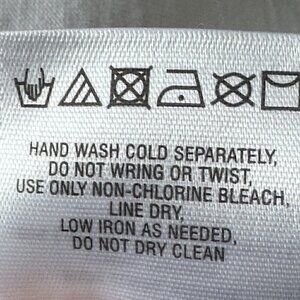 HAND WASH COLD SEPARATELY,
DO NOT WRING OR TWIST,
USE ONLY NON-CHLORINE BLEACH,
LINE DRY,
LOW IRON AS NEEDED,
DO NOT DRY CLEAN